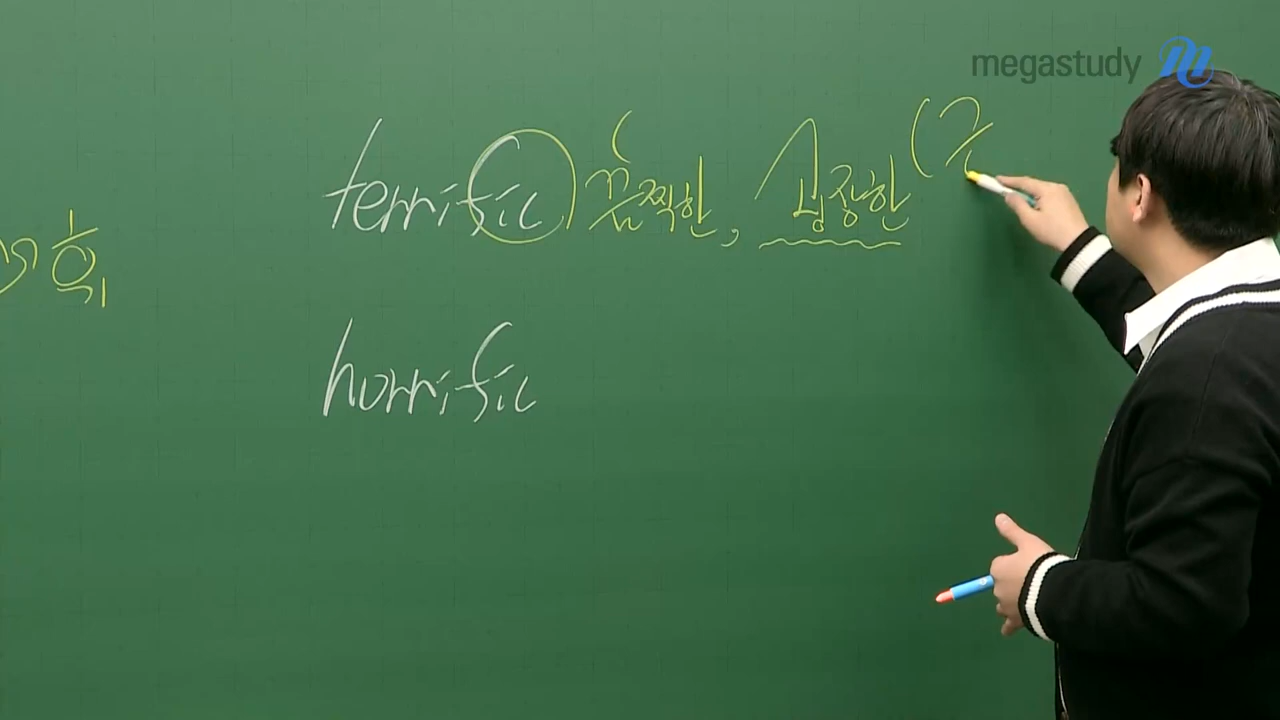 megastudy
terrific 끔찍한, 굉장한 (
horrific